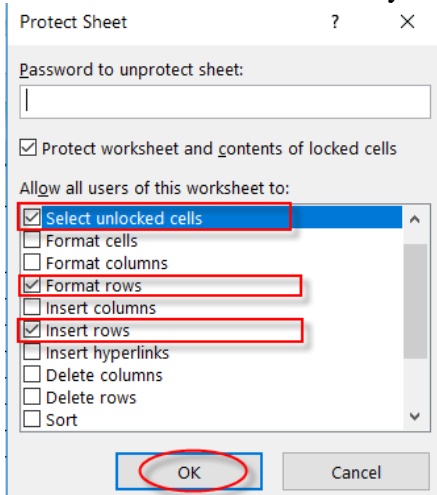 Protect Sheet ? ×
Password to unprotect sheet:
Protect worksheet and contents of locked cells
Allow all users of this worksheet to:
Select unlocked cells
Format cells
Format columns
Format rows
Insert columns
Insert rows
Insert hyperlinks
Delete columns
Delete rows
Sort
OK Cancel